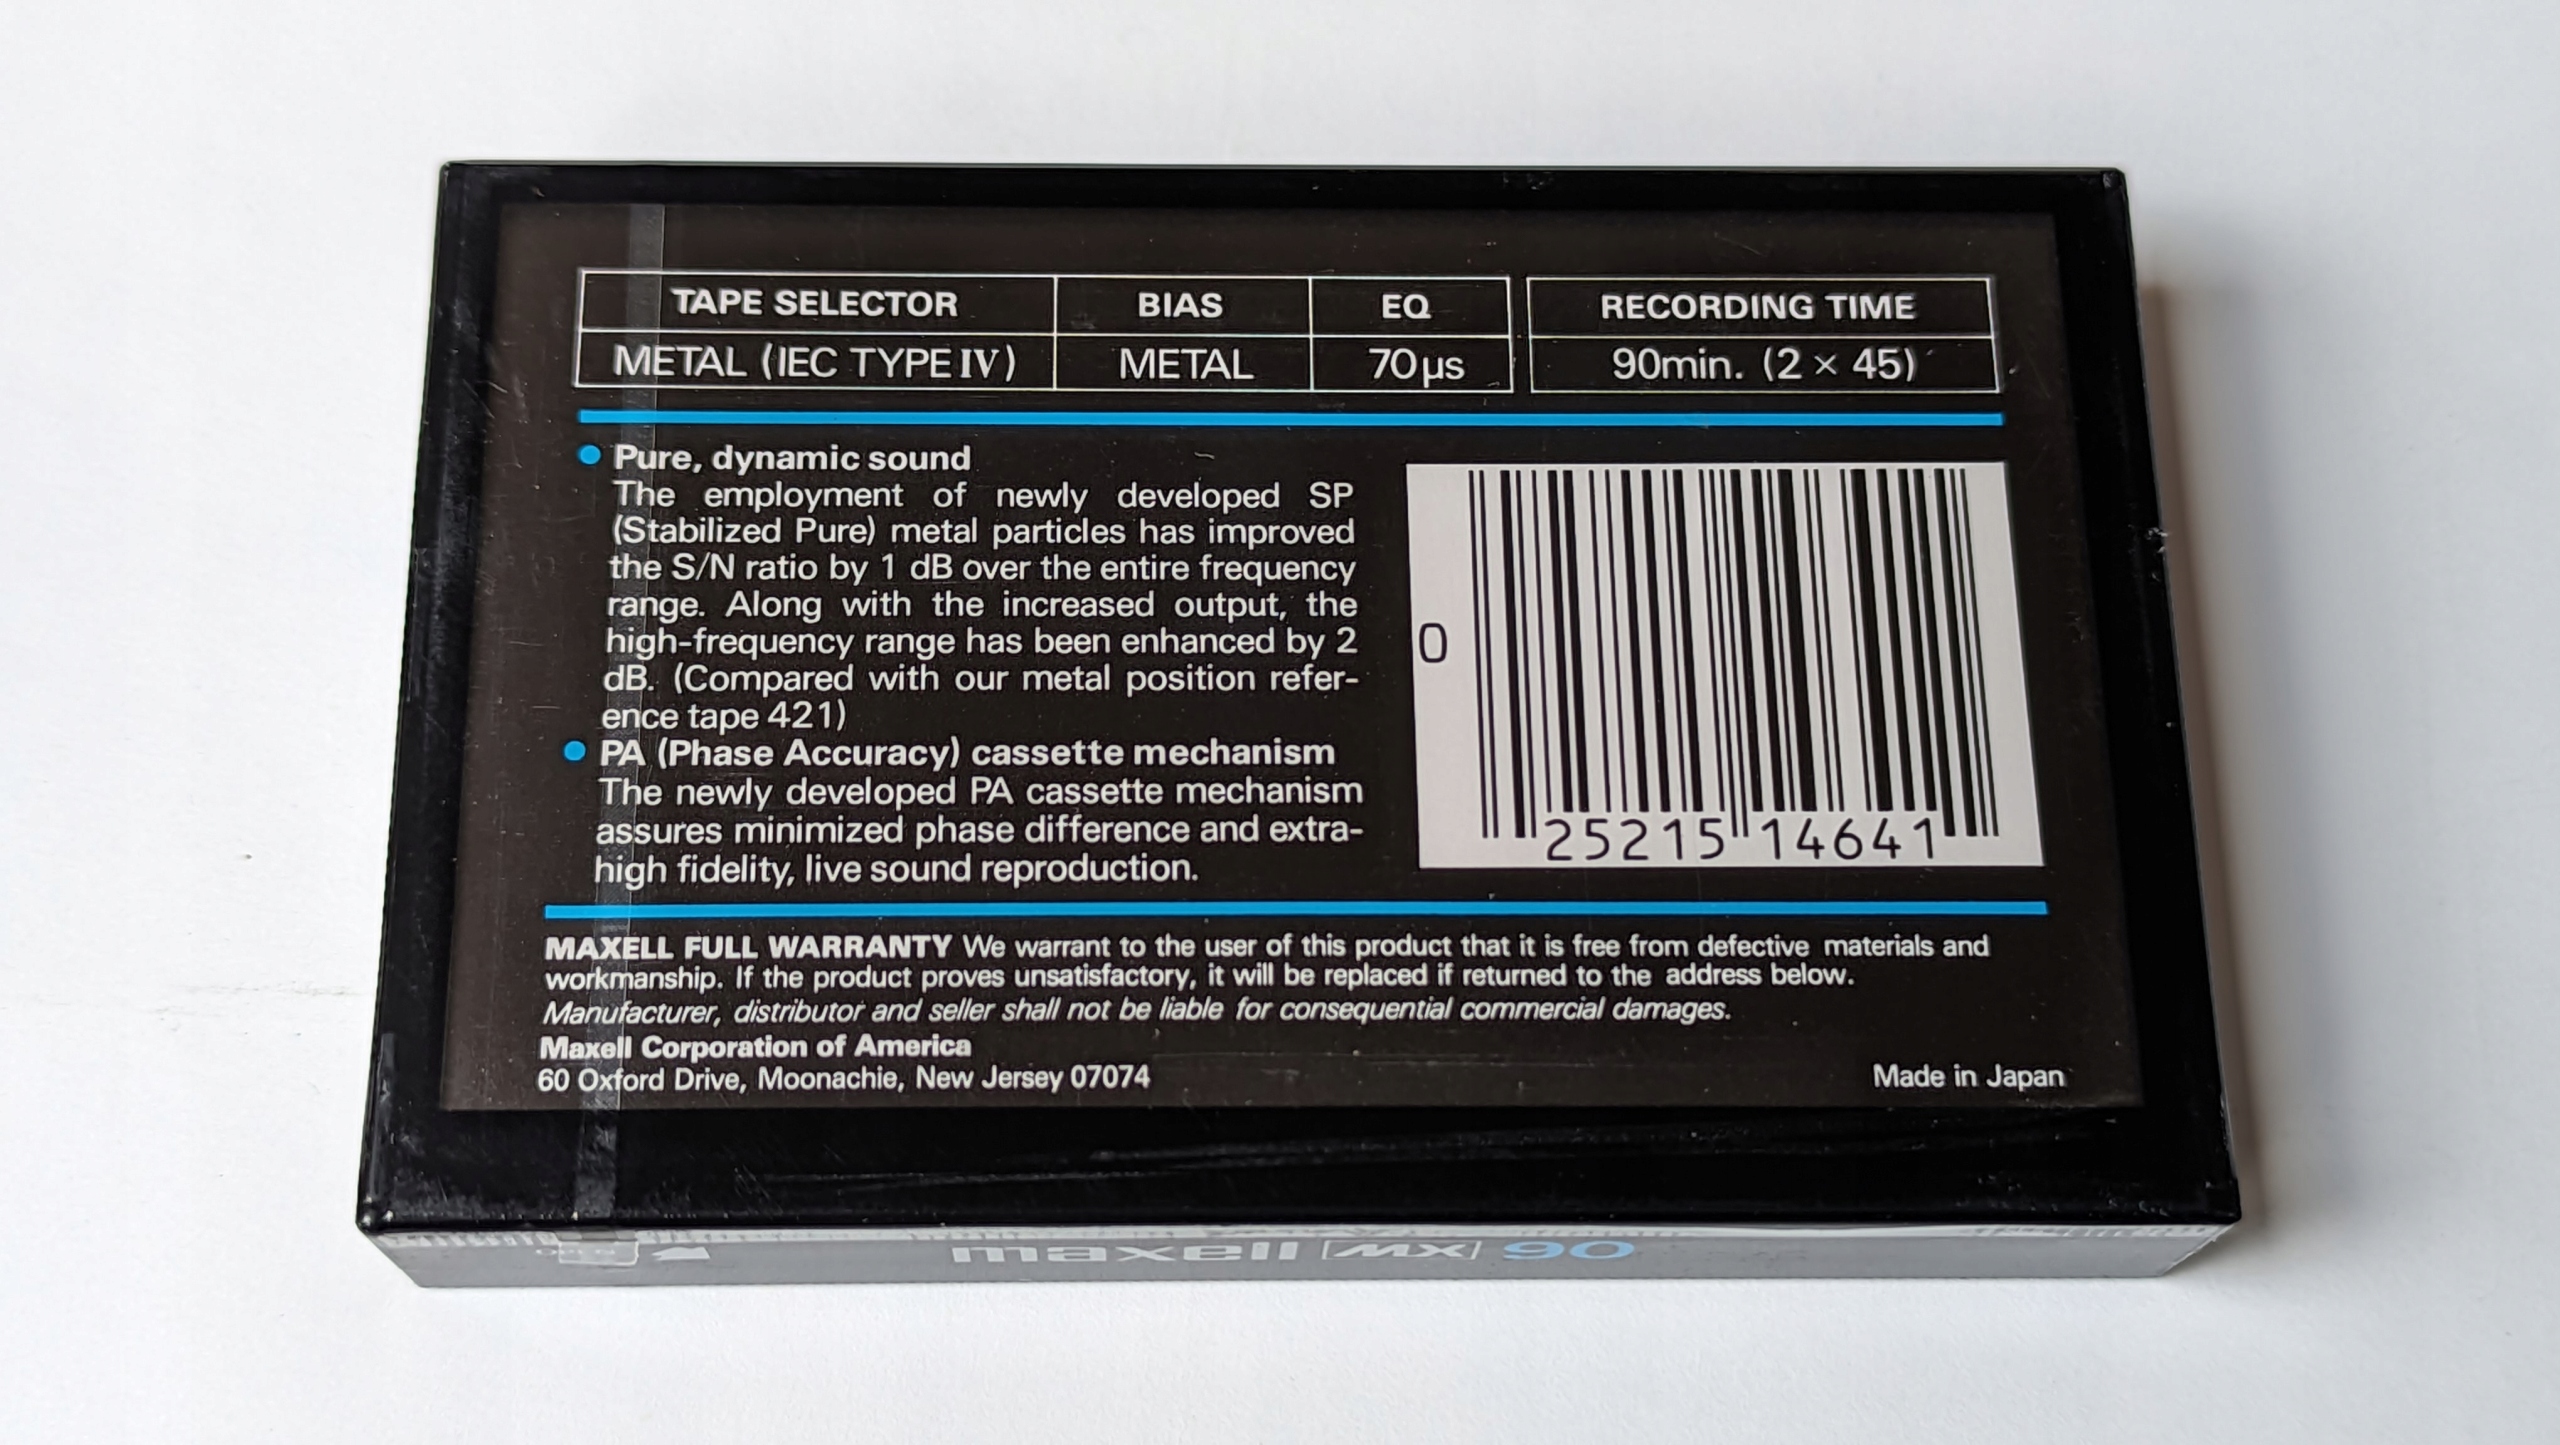 TAPE SELECTOR BIAS EQ RECORDING TIME
METAL (IEC TYPE IV) METAL 70µs 90min. (2 × 45)
● Pure, dynamic sound
The employment of newly developed SP
(Stabilized Pure) metal particles has improved
the S/N ratio by 1 dB over the entire frequency
range. Along with the increased output, the
high-frequency range has been enhanced by 2
dB. (Compared with our metal position refer-
ence tape 421)
● PA (Phase Accuracy) cassette mechanism
The newly developed PA cassette mechanism
assures minimized phase difference and extra-
high fidelity, live sound reproduction.
0 25215 14641
MAXELL FULL WARRANTY We warrant to the user of this product that it is free from defective materials and
workmanship. If the product proves unsatisfactory, it will be replaced if returned to the address below.
Manufacturer, distributor and seller shall not be liable for consequential commercial damages.
Maxell Corporation of America
60 Oxford Drive, Moonachie, New Jersey 07074
Made in Japan
maxell MX 90